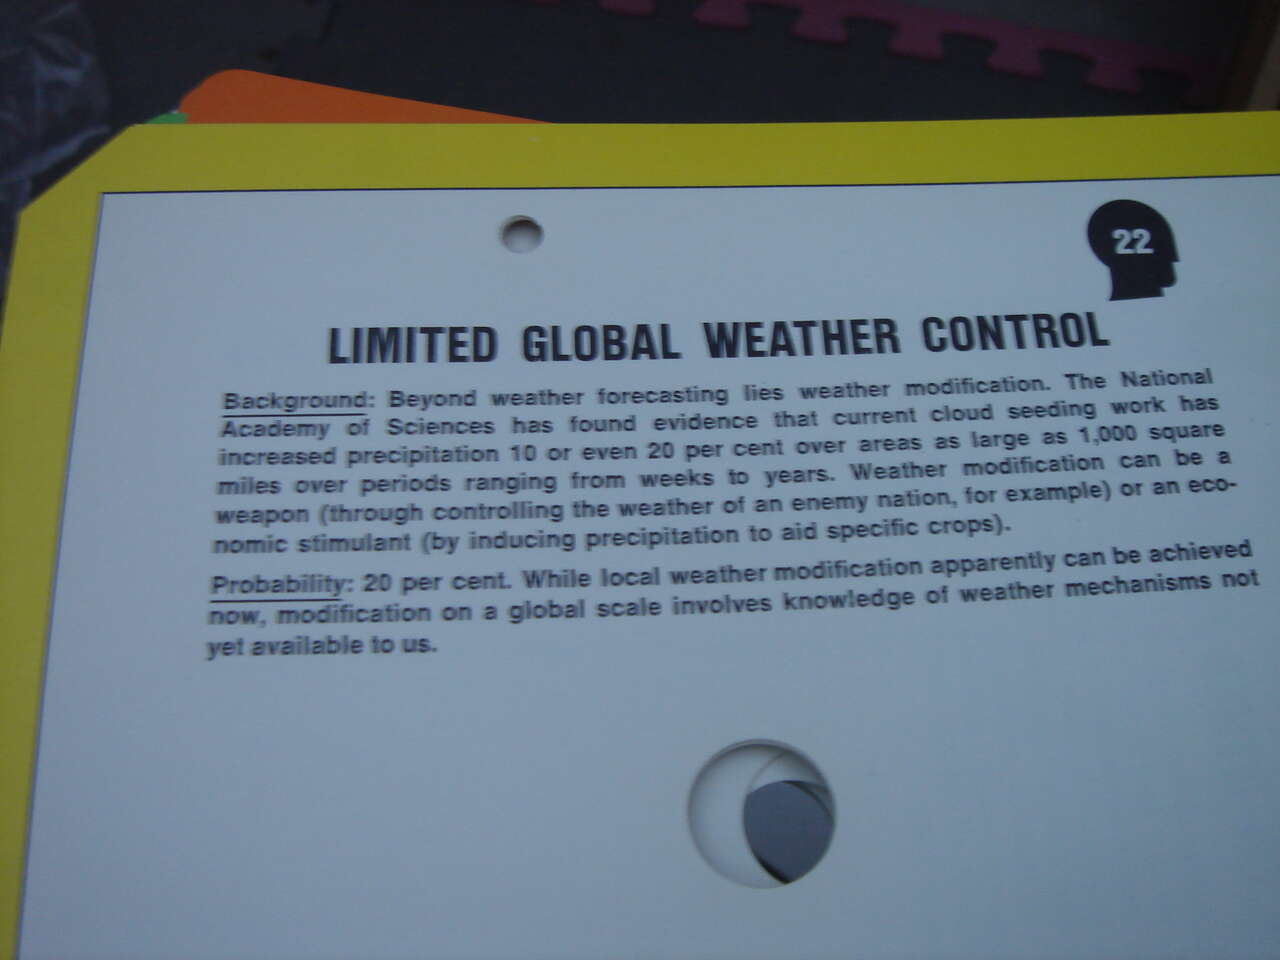 22
LIMITED GLOBAL WEATHER CONTROL
Background: Beyond weather forecasting lies weather modification. The National
Academy of Sciences has found evidence that current cloud seeding work has
increased precipitation 10 or even 20 per cent over areas as large as 1,000 square
miles over periods ranging from weeks to years. Weather modification can be a
weapon (through controlling the weather of an enemy nation, for example) or an eco-
nomic stimulant (by inducing precipitation to aid specific crops).
Probability: 20 per cent. While local weather modification apparently can be achieved
now, modification on a global scale involves knowledge of weather mechanisms not
yet available to us.